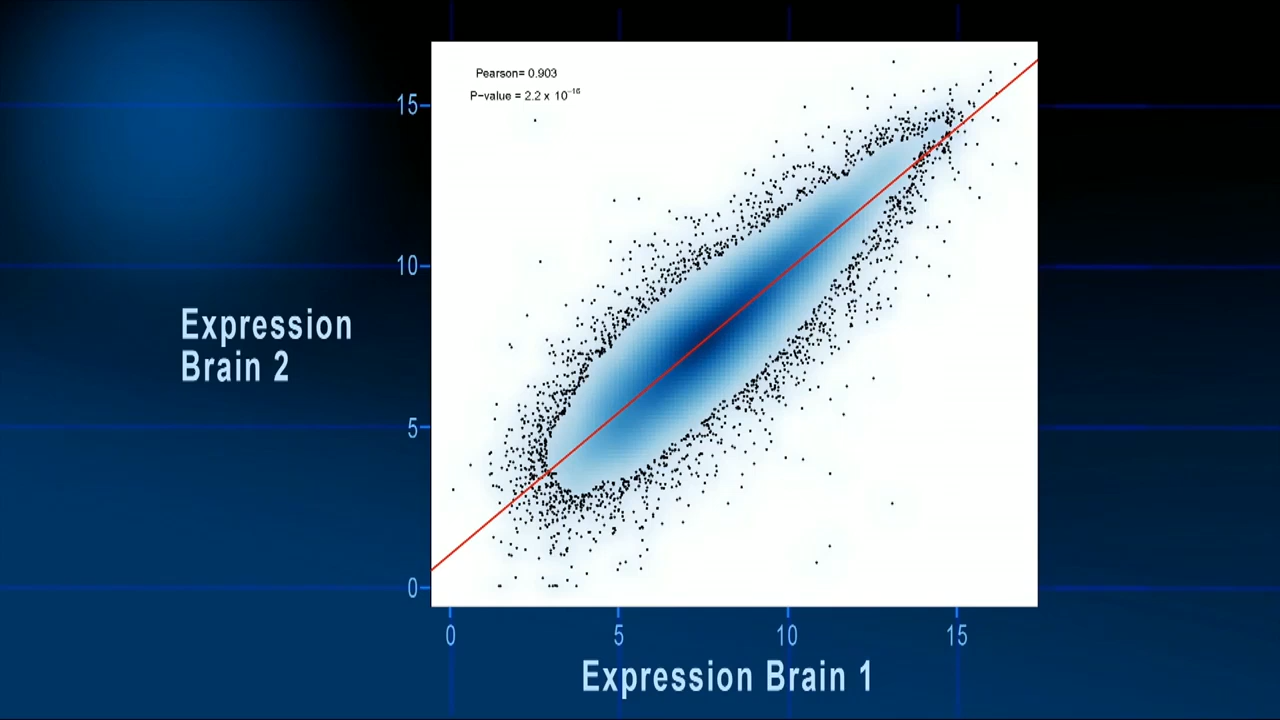 Pearson= 0.903
P-value = 2.2 x 10⁻¹⁶
15
10
Expression
Brain 2
5
0
0 5 10 15
Expression Brain 1